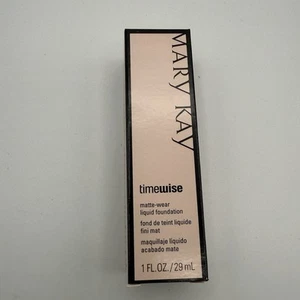 MARY KAY
timewise
matte-wear
liquid foundation
fond de teint liquide
fini mat
maquillaje líquido
acabado mate
1 FL.OZ./29 mL